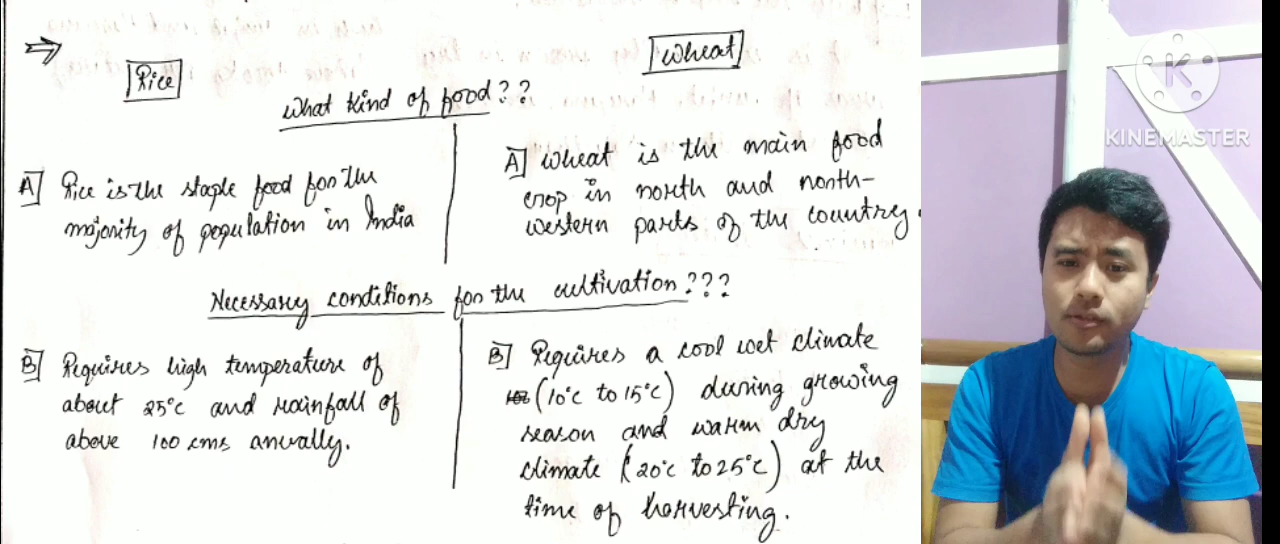 Rice
Wheat
What kind of food??
A] Rice is the staple food for the
majority of population in India
A] Wheat is the main food
crop in north and north-
western parts of the country.
Necessary conditions for the cultivation???
B] Requires high temperature of
about 25°c and rainfall of
above 100 cms anually.
B] Requires a cool wet climate
(10°c to 15°c) during growing
season and warm dry
climate (20°c to 25°c) at the
time of harvesting.
K
KINEMASTER